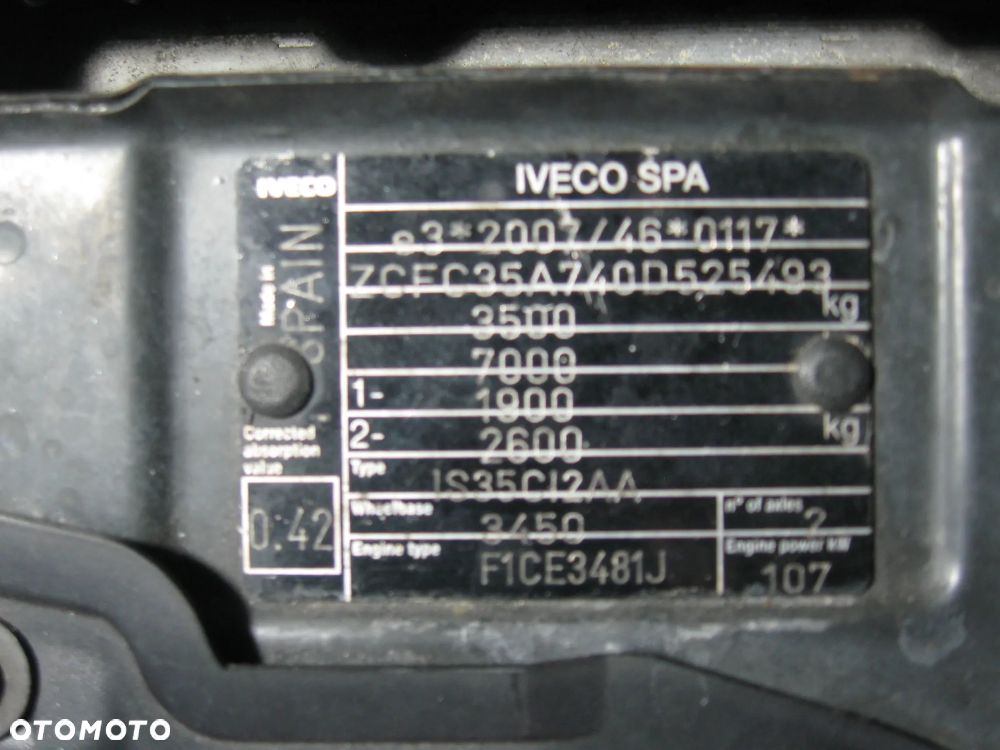 IVECO
IVECO SPA
Made in
SPAIN
e3*2007/46*0117*
ZCFC35A740D525493
3500 kg
7000
1- 1900
2- 2600 kg
Corrected
absorption
value
0.42
Type
IS35CI2AA
Wheelbase
3450
n° of axles
2
Engine type
F1CE3481J
Engine power kW
107
OTOMOTO